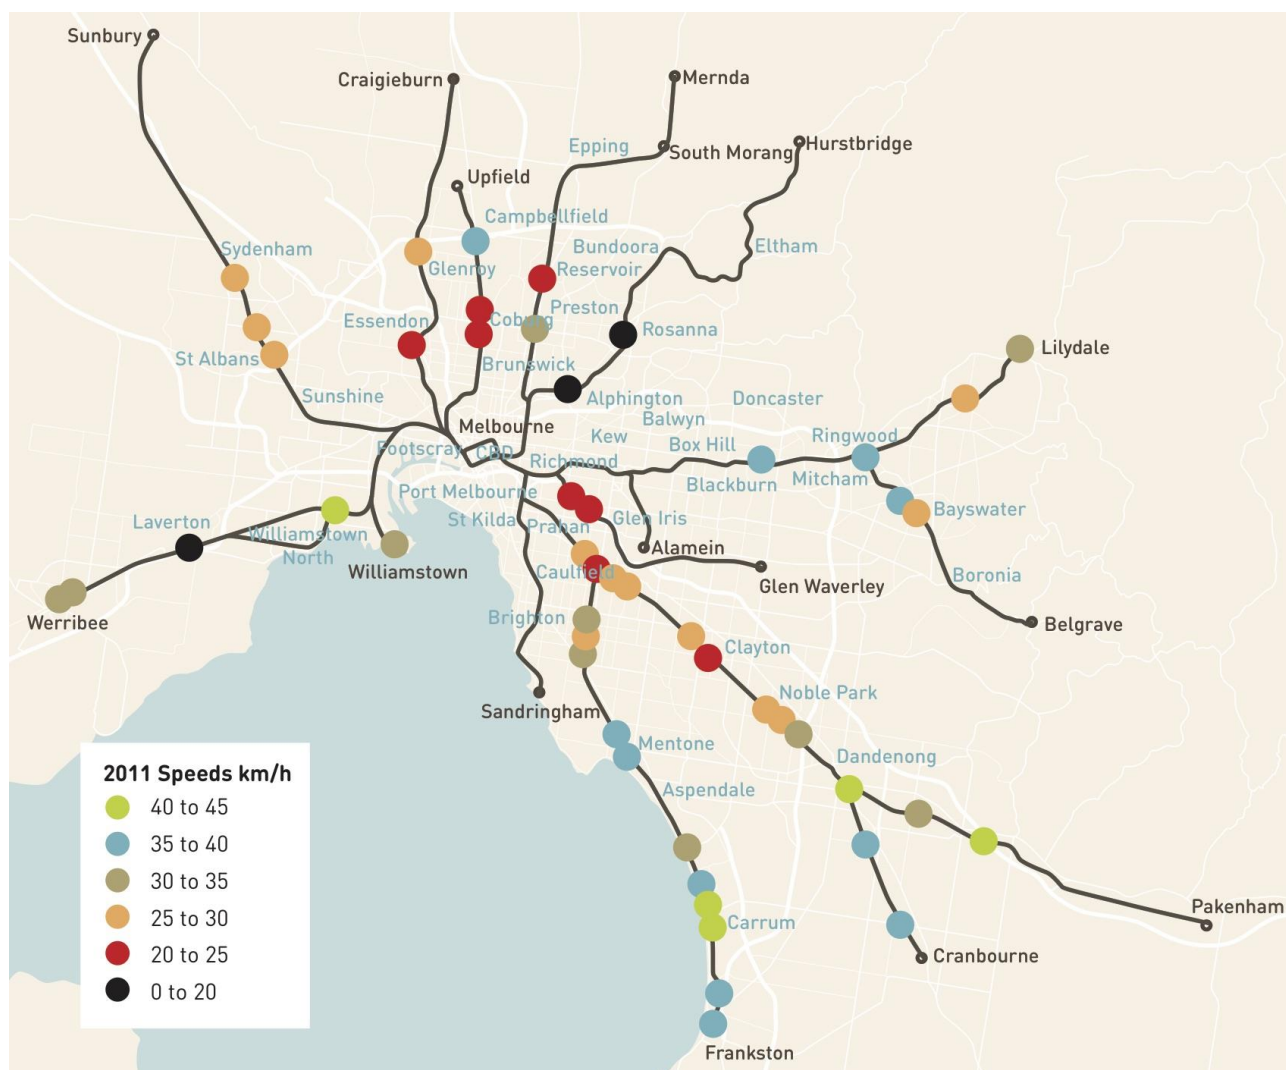 Sunbury
Craigieburn
Mernda
Epping
South Morang
Hurstbridge
Upfield
Campbellfield
Sydenham
Bundoora
Eltham
Glenroy
Reservoir
Preston
Essendon
Coburg
Rosanna
St Albans
Brunswick
Lilydale
Sunshine
Alphington
Doncaster
Balwyn
Melbourne
Kew
Ringwood
Footscray
CBD
Box Hill
Richmond
Mitcham
Blackburn
Port Melbourne
Bayswater
Laverton
St Kilda
Prahan
Glen Iris
Williamstown
North
Alamein
Williamstown
Caulfield
Boronia
Glen Waverley
Werribee
Brighton
Belgrave
Clayton
Noble Park
Sandringham
Mentone
Dandenong
Aspendale
2011 Speeds km/h
40 to 45
35 to 40
30 to 35
25 to 30
20 to 25
0 to 20
Pakenham
Carrum
Cranbourne
Frankston